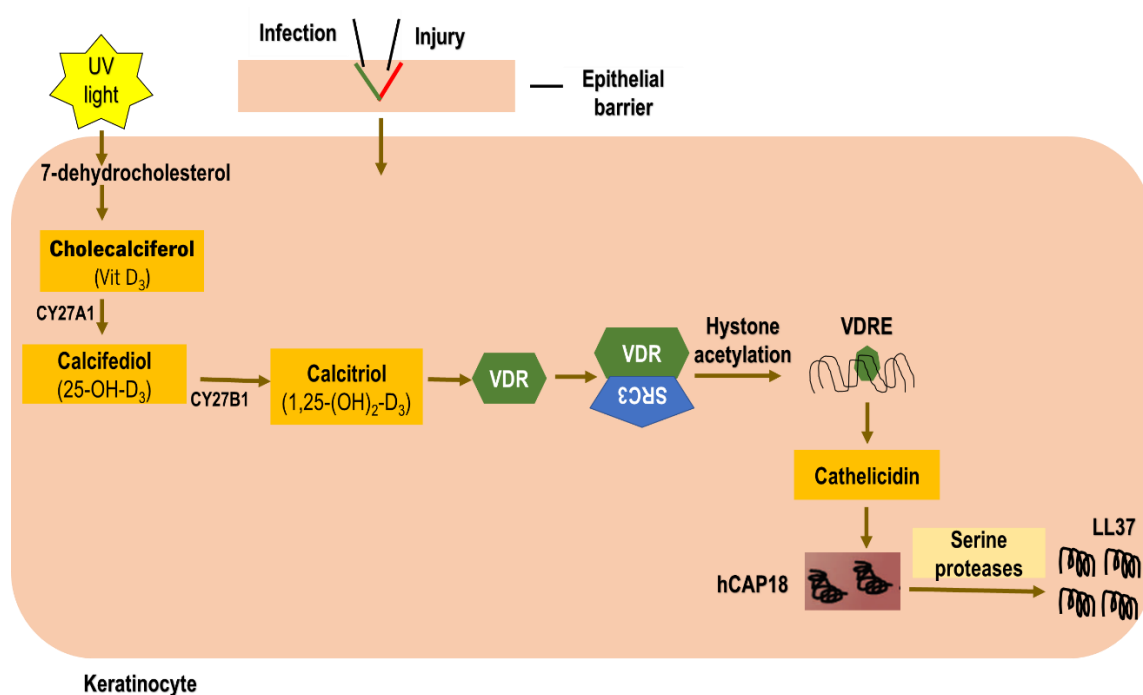 UV
light
Infection
Injury
Epithelial
barrier
7-dehydrocholesterol
Cholecalciferol
(Vit D₃)
CY27A1
Calcifediol
(25-OH-D₃)
CY27B1
Calcitriol
(1,25-(OH)₂-D₃)
VDR
VDR
SRC3
Hystone
acetylation
VDRE
Cathelicidin
hCAP18
Serine
proteases
LL37
Keratinocyte